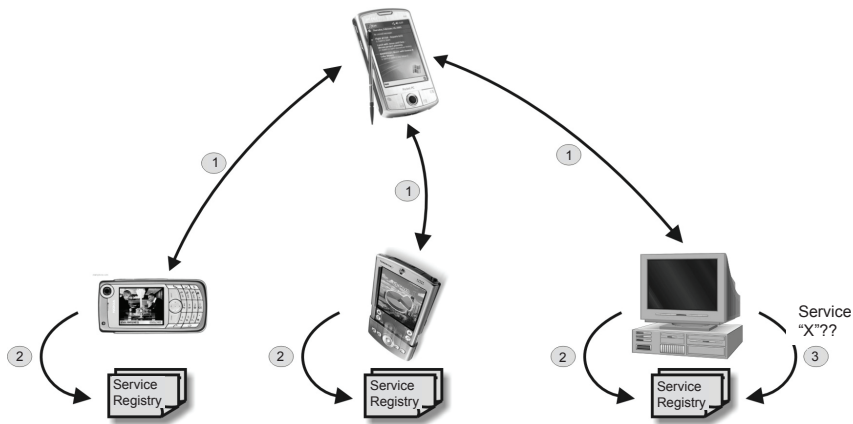 1
1
1
Service
“X”??
2
2
2
3
Service
Registry
Service
Registry
Service
Registry